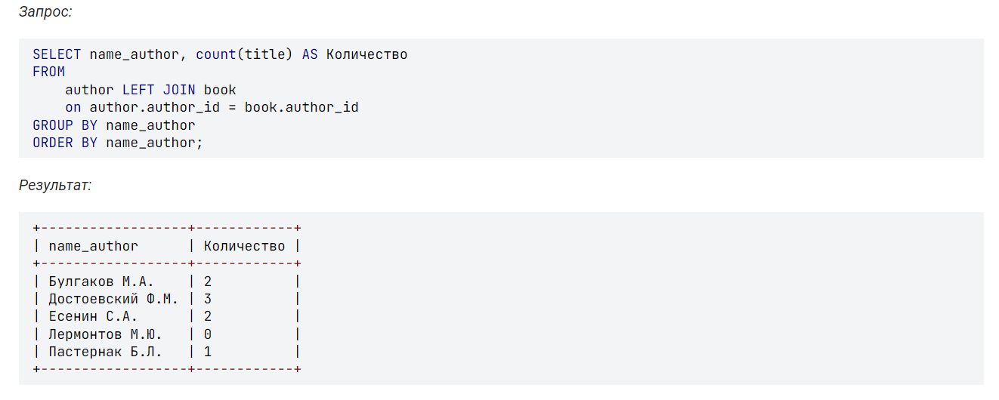 Запрос:
SELECT name_author, count(title) AS Количество
FROM
    author LEFT JOIN book
    on author.author_id = book.author_id
GROUP BY name_author
ORDER BY name_author;
Результат:
+------------------+------------+
| name_author      | Количество |
+------------------+------------+
| Булгаков М.А.    | 2          |
| Достоевский Ф.М. | 3          |
| Есенин С.А.      | 2          |
| Лермонтов М.Ю.   | 0          |
| Пастернак Б.Л.   | 1          |
+------------------+------------+